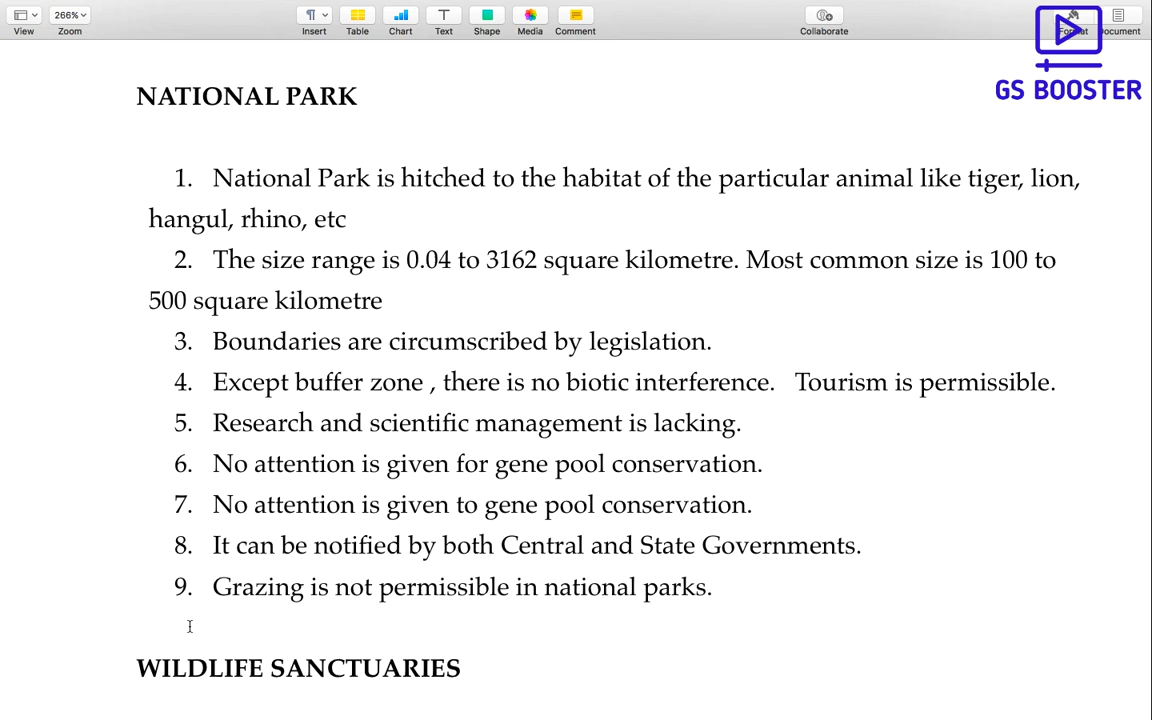 266%
View
Zoom
Insert
Table
Chart
Text
Shape
Media
Comment
Collaborate
Format
Document
GS BOOSTER
NATIONAL PARK
1. National Park is hitched to the habitat of the particular animal like tiger, lion,
hangul, rhino, etc
2. The size range is 0.04 to 3162 square kilometre. Most common size is 100 to
500 square kilometre
3. Boundaries are circumscribed by legislation.
4. Except buffer zone , there is no biotic interference. Tourism is permissible.
5. Research and scientific management is lacking.
6. No attention is given for gene pool conservation.
7. No attention is given to gene pool conservation.
8. It can be notified by both Central and State Governments.
9. Grazing is not permissible in national parks.
WILDLIFE SANCTUARIES